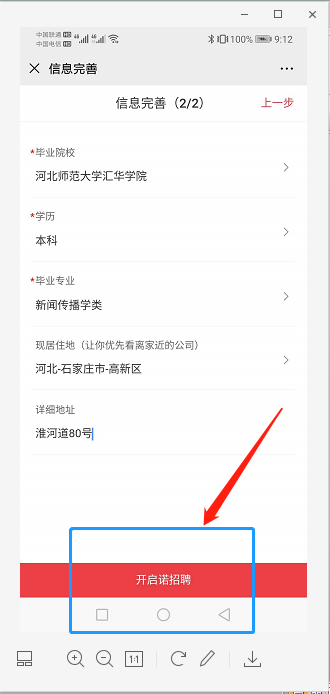 中国联通 HD 4G 4G 100% 9:12
中国电信 HD
信息完善
信息完善（2/2） 上一步
*毕业院校
河北师范大学汇华学院
*学历
本科
*毕业专业
新闻传播学类
现居住地（让你优先看离家近的公司）
河北-石家庄市-高新区
详细地址
淮河道80号
开启诺招聘
1:1